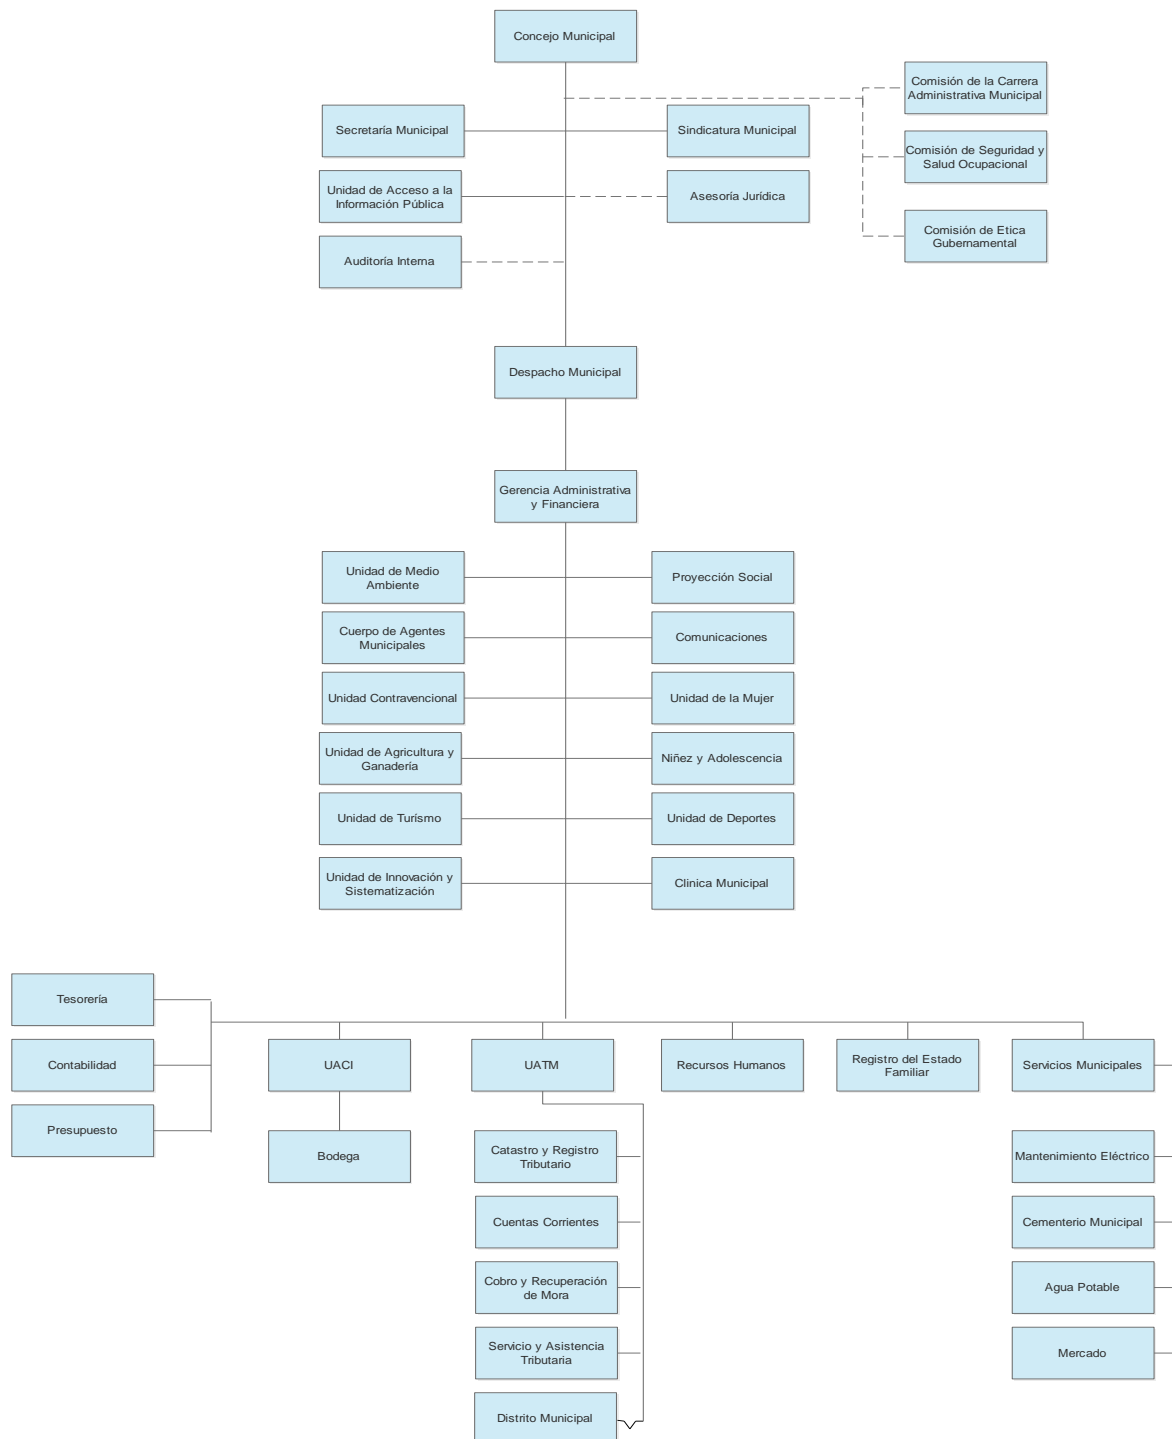 Concejo Municipal
Comisión de la Carrera
Administrativa Municipal
Secretaría Municipal
Sindicatura Municipal
Comisión de Seguridad y
Salud Ocupacional
Unidad de Acceso a la
Información Pública
Asesoría Jurídica
Comisión de Etica
Gubernamental
Auditoría Interna
Despacho Municipal
Gerencia Administrativa
y Financiera
Unidad de Medio
Ambiente
Proyección Social
Cuerpo de Agentes
Municipales
Comunicaciones
Unidad Contravencional
Unidad de la Mujer
Unidad de Agricultura y
Ganadería
Niñez y Adolescencia
Unidad de Turísmo
Unidad de Deportes
Unidad de Innovación y
Sistematización
Clinica Municipal
Tesorería
Contabilidad
UACI
UATM
Recursos Humanos
Registro del Estado
Familiar
Servicios Municipales
Presupuesto
Bodega
Catastro y Registro
Tributario
Mantenimiento Eléctrico
Cuentas Corrientes
Cementerio Municipal
Cobro y Recuperación
de Mora
Agua Potable
Servicio y Asistencia
Tributaria
Mercado
Distrito Municipal